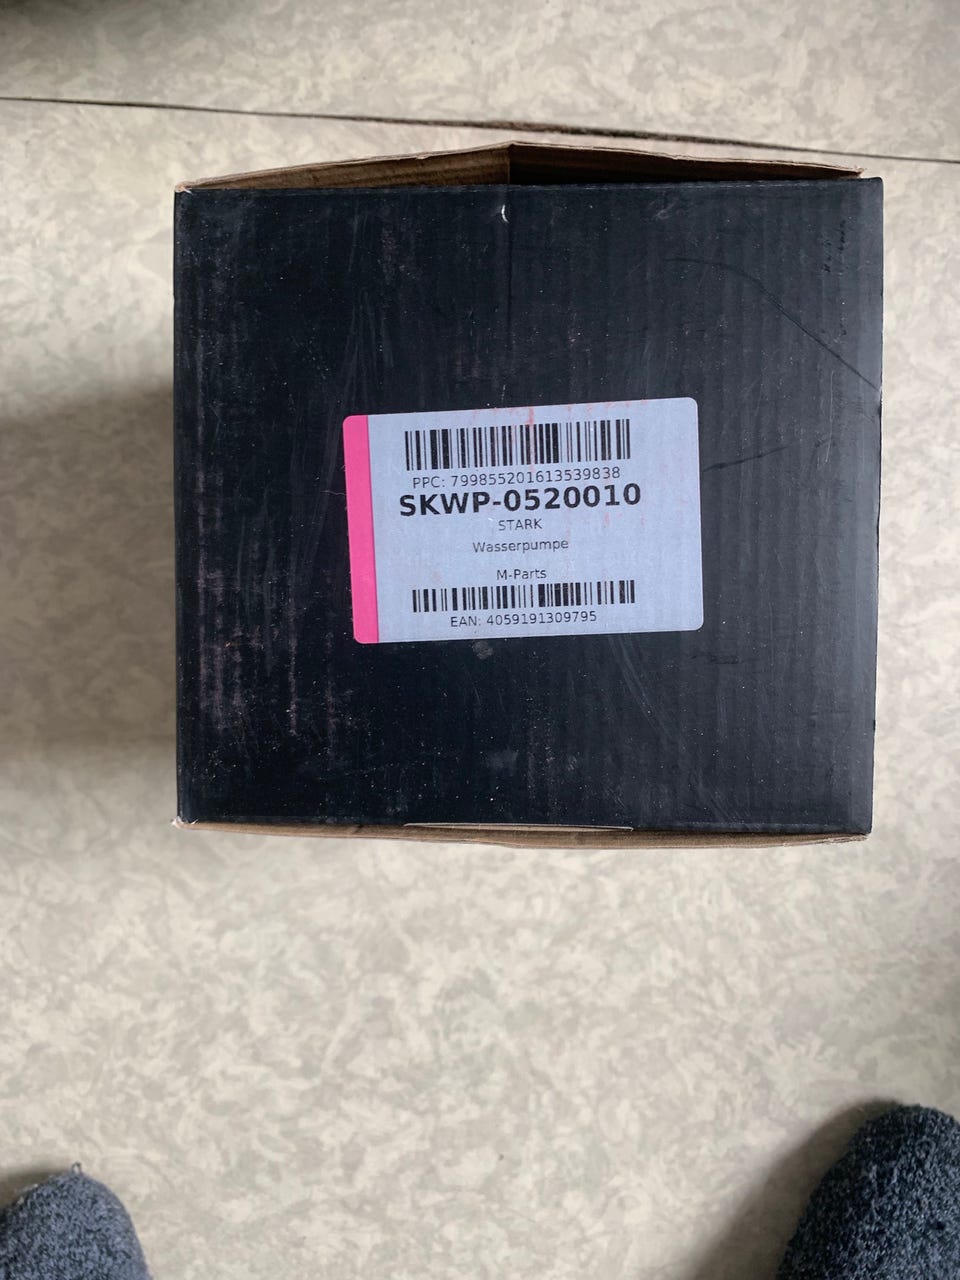 PPC: 799855201613539838
SKWP-0520010
STARK
Wasserpumpe
M-Parts
EAN: 4059191309795